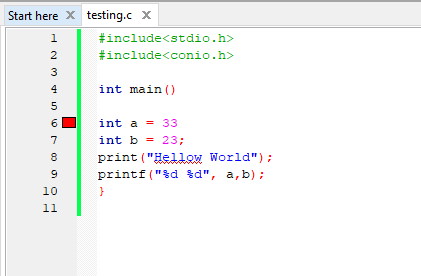 Start here X testing.c X
1 #include<stdio.h>
2 #include<conio.h>
3
4 int main()
5
6 int a = 33
7 int b = 23;
8 print("Hellow World");
9 printf("%d %d", a,b);
10 }
11